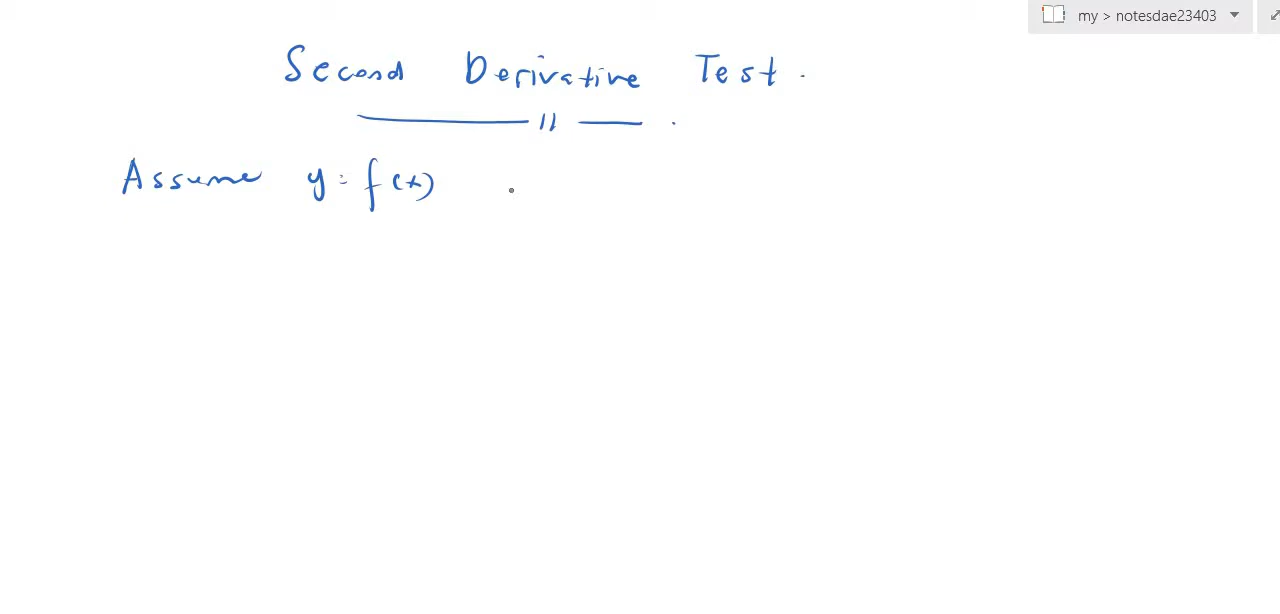 my > notesdae23403
Second Derivative Test.
Assume y = f(x)